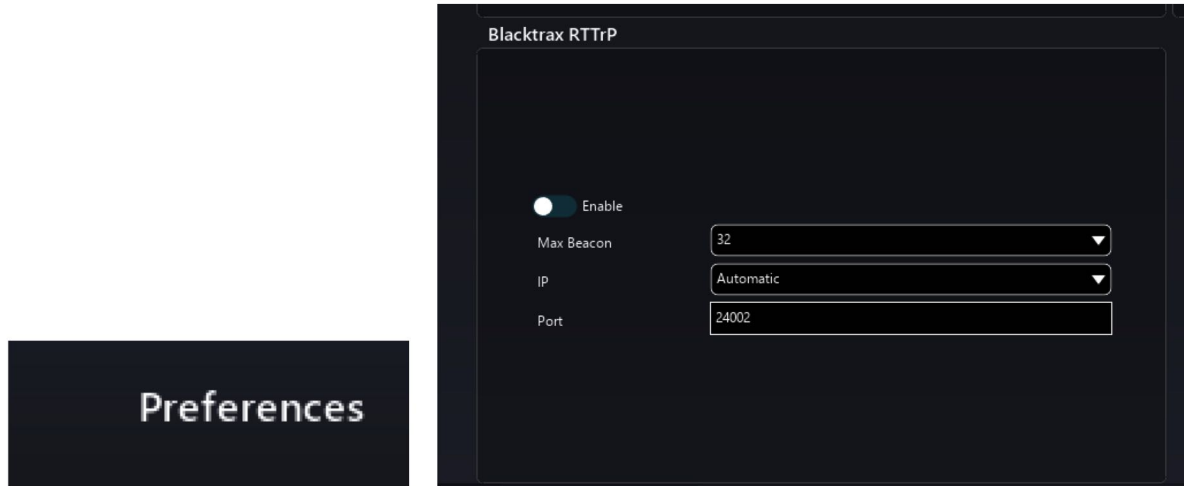 Preferences
Blacktrax RTTrP
Enable
Max Beacon 32
IP Automatic
Port 24002